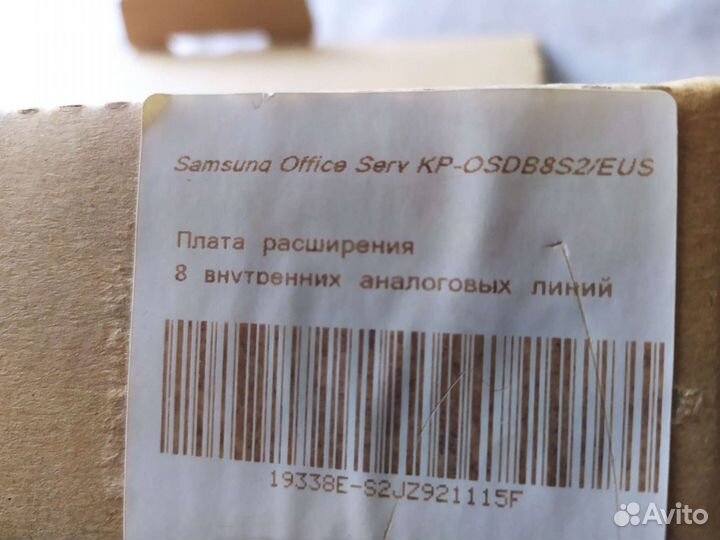 Samsung Office Serv KP-OSDB8S2/EUS
Плата расширения
8 внутренних аналоговых линий
19338E-S2JZ921115F
Avito